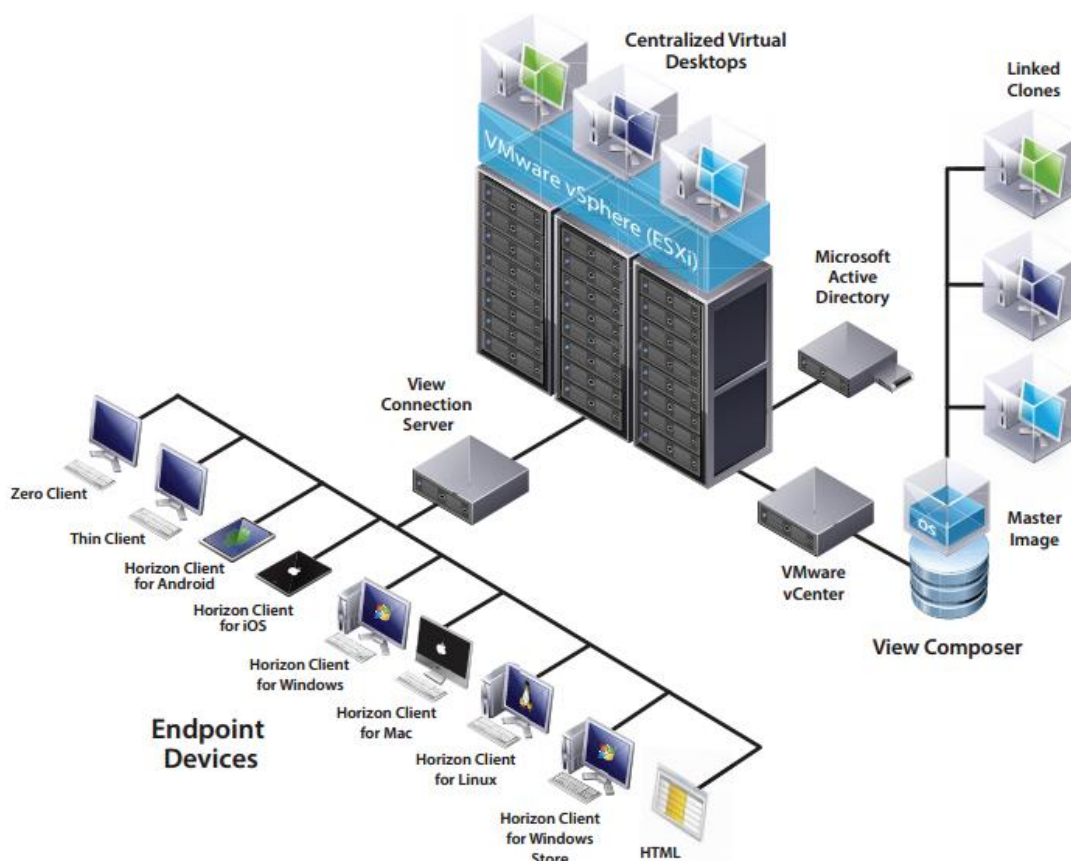 Centralized Virtual
Desktops
Linked
Clones
VMware vSphere (ESXi)
Microsoft
Active
Directory
View
Connection
Server
Zero Client
Thin Client
Horizon Client
for Android
Horizon Client
for iOS
Horizon Client
for Windows
Horizon Client
for Mac
Horizon Client
for Linux
Horizon Client
for Windows
Store
HTML
Endpoint
Devices
VMware
vCenter
OS
Master
Image
View Composer